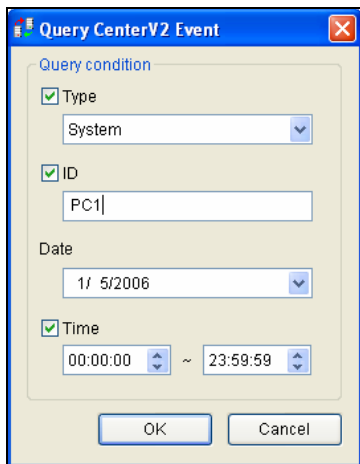 Query CenterV2 Event
Query condition
Type
System
ID
PC1
Date
1/ 5/2006
Time
00:00:00 ~ 23:59:59
OK Cancel